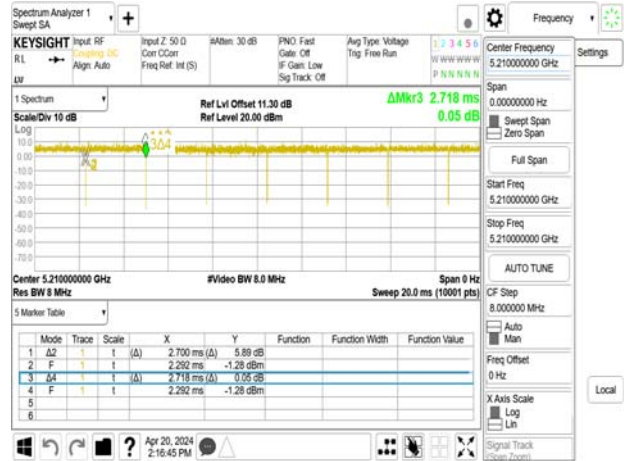 Spectrum Analyzer 1
Swept SA
+
Frequency
KEYSIGHT
RL
Input: RF
Coupling: DC
Align: Auto
Input Z: 50 Ω
Corr CCorr
Freq Ref: Int (S)
#Atten: 30 dB
PNO: Fast
Gate: Off
IF Gain: Low
Sig Track: Off
Avg Type: Voltage
Trig: Free Run
1 2 3 4 5 6
W W W W W W
P N N N N N
1 Spectrum
Scale/Div 10 dB
Ref Lvl Offset 11.30 dB
Ref Level 20.00 dBm
ΔMkr3 2.718 ms
0.05 dB
Log
10.0
0.00
-10.0
-20.0
-30.0
-40.0
-50.0
-60.0
-70.0
3Δ4
Center 5.210000000 GHz
Res BW 8 MHz
#Video BW 8.0 MHz
Span 0 Hz
Sweep 20.0 ms (10001 pts)
5 Marker Table
Mode Trace Scale X Y Function Function Width Function Value
1 Δ2 1 t (Δ) 2.700 ms (Δ) 5.89 dB
2 F 1 t 2.292 ms -1.28 dBm
3 Δ4 1 t (Δ) 2.718 ms (Δ) 0.05 dB
4 F 1 t 2.292 ms -1.28 dBm
5
6
Apr 20, 2024
2:16:45 PM
Center Frequency
5.210000000 GHz
Settings
Span
0.00000000 Hz
Swept Span
Zero Span
Full Span
Start Freq
5.210000000 GHz
Stop Freq
5.210000000 GHz
AUTO TUNE
CF Step
8.000000 MHz
Auto
Man
Freq Offset
0 Hz
X Axis Scale
Log
Lin
Local
Signal Track
(Span Zoom)